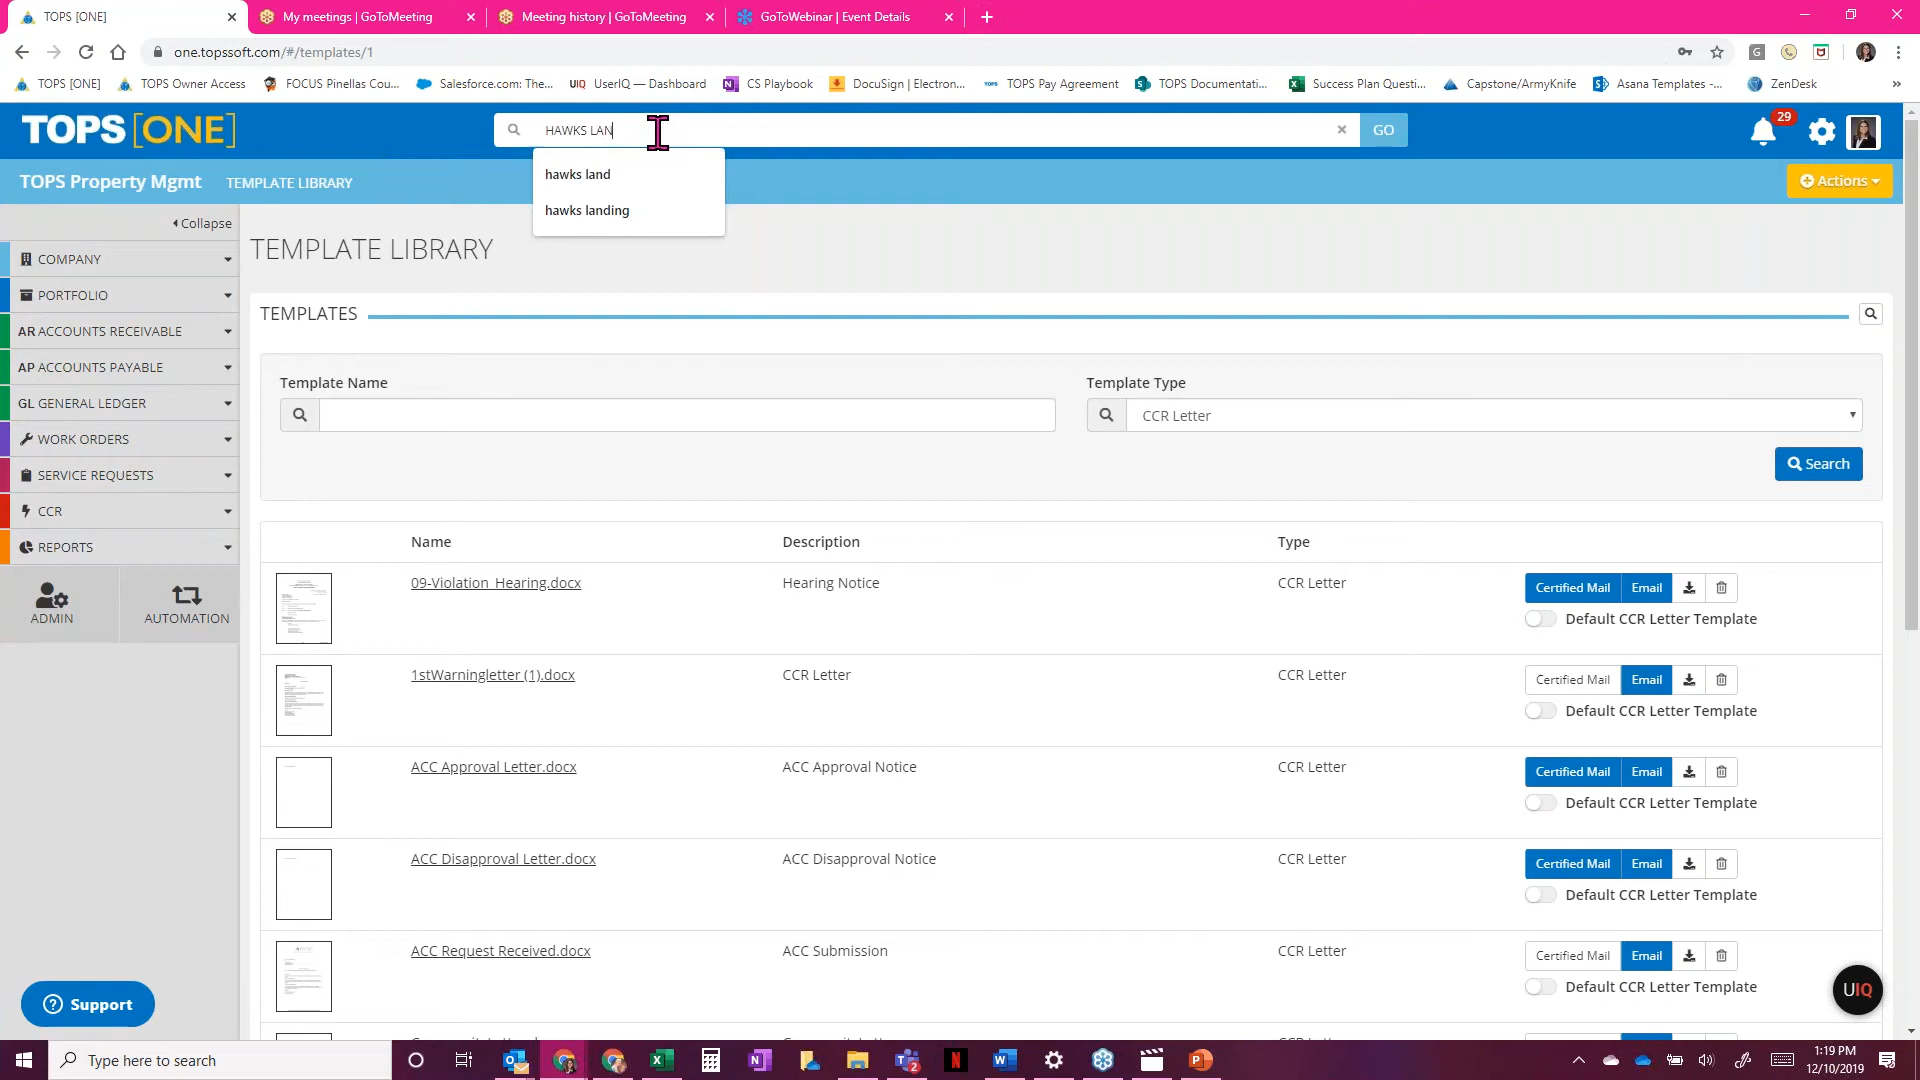 TOPS [ONE]
My meetings | GoToMeeting
Meeting history | GoToMeeting
GoToWebinar | Event Details
one.topssoft.com/#/templates/1
TOPS [ONE]
TOPS Owner Access
FOCUS Pinellas Cou...
Salesforce.com: The...
UserIQ — Dashboard
CS Playbook
DocuSign | Electron...
TOPS Pay Agreement
TOPS Documentati...
Success Plan Questi...
Capstone/ArmyKnife
Asana Templates -...
ZenDesk
TOPS [ONE]
HAWKS LAN
GO
29
hawks land
hawks landing
TOPS Property Mgmt
TEMPLATE LIBRARY
Actions
Collapse
COMPANY
PORTFOLIO
AR ACCOUNTS RECEIVABLE
AP ACCOUNTS PAYABLE
GL GENERAL LEDGER
WORK ORDERS
SERVICE REQUESTS
CCR
REPORTS
ADMIN
AUTOMATION
Support
TEMPLATE LIBRARY
TEMPLATES
Template Name
Template Type
CCR Letter
Search
Name Description Type
09-Violation_Hearing.docx Hearing Notice CCR Letter Certified Mail Email
Default CCR Letter Template
1stWarningletter (1).docx CCR Letter CCR Letter Certified Mail Email
Default CCR Letter Template
ACC Approval Letter.docx ACC Approval Notice CCR Letter Certified Mail Email
Default CCR Letter Template
ACC Disapproval Letter.docx ACC Disapproval Notice CCR Letter Certified Mail Email
Default CCR Letter Template
ACC Request Received.docx ACC Submission CCR Letter Certified Mail Email
Default CCR Letter Template
UIQ
Type here to search
1:19 PM
12/10/2019